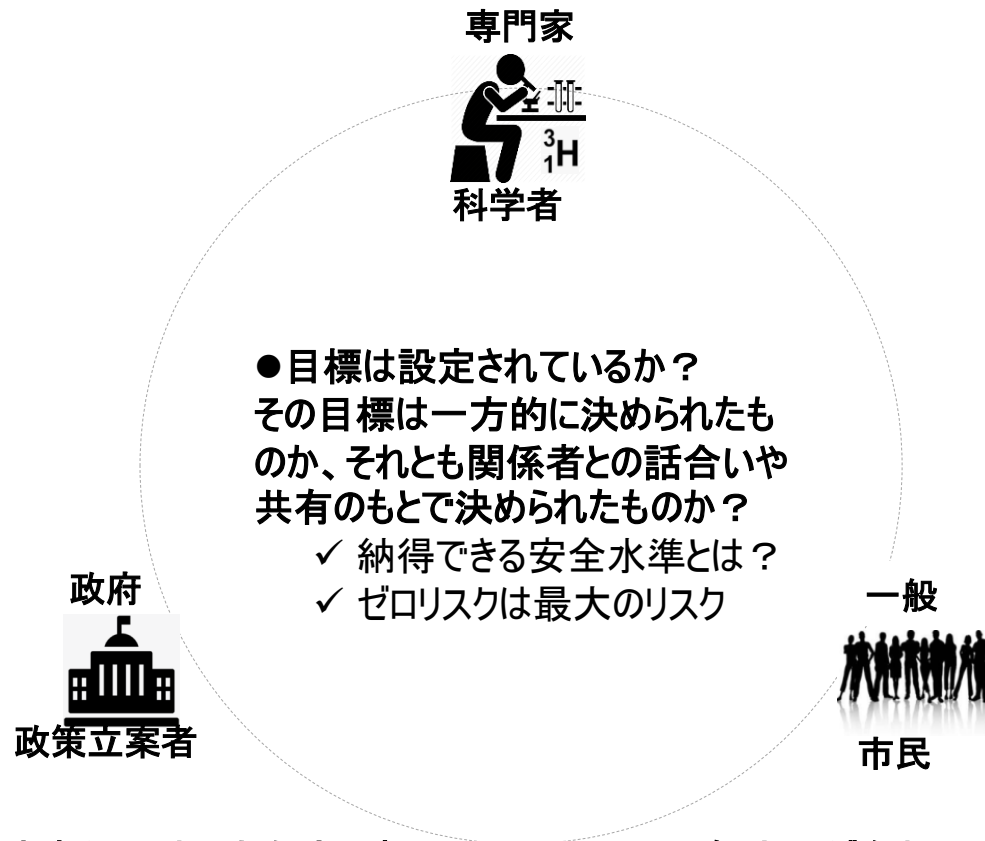 専門家
³₁H
科学者
●目標は設定されているか？
その目標は一方的に決められたも
のか、それとも関係者との話合いや
共有のもとで決められたものか？
✓ 納得できる安全水準とは？
✓ ゼロリスクは最大のリスク
政府
政策立案者
一般
市民